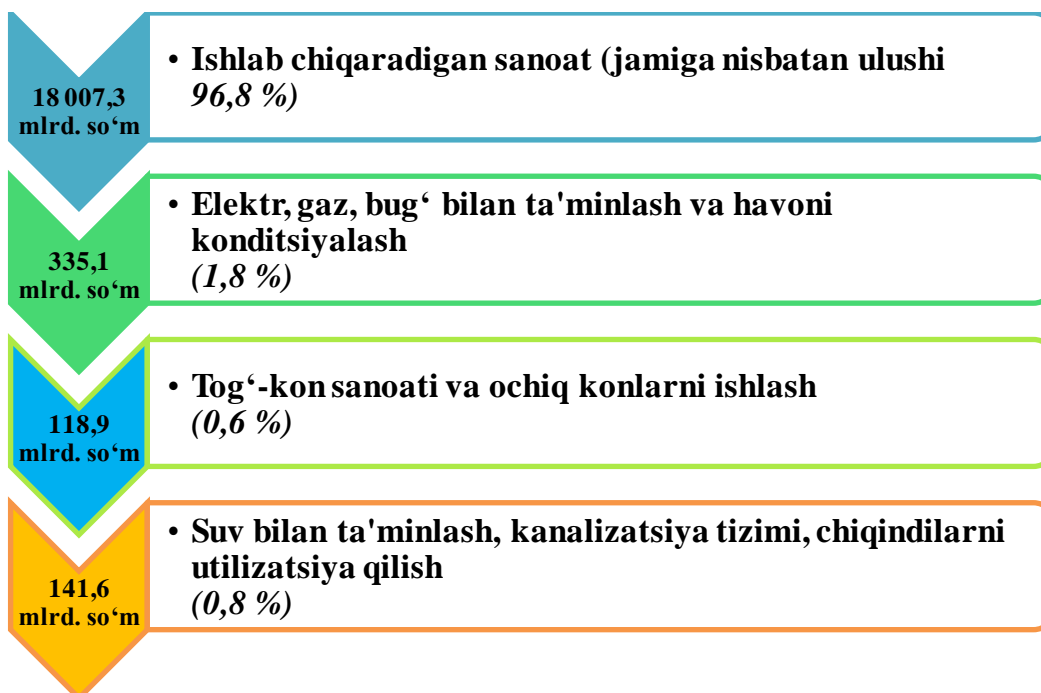 18 007,3
mlrd. so‘m
• Ishlab chiqaradigan sanoat (jamiga nisbatan ulushi
96,8 %)
335,1
mlrd. so‘m
• Elektr, gaz, bug‘ bilan ta'minlash va havoni
konditsiyalash
(1,8 %)
118,9
mlrd. so‘m
• Tog‘-kon sanoati va ochiq konlarni ishlash
(0,6 %)
141,6
mlrd. so‘m
• Suv bilan ta'minlash, kanalizatsiya tizimi, chiqindilarni
utilizatsiya qilish
(0,8 %)